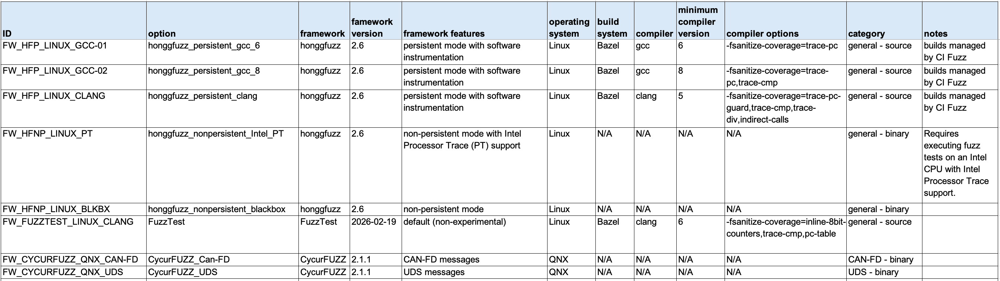 ID	option	framework	famework version	framework features	operating system	build system	compiler	minimum compiler version	compiler options	category	notes
FW_HFP_LINUX_GCC-01	honggfuzz_persistent_gcc_6	honggfuzz	2.6	persistent mode with software instrumentation	Linux	Bazel	gcc	6	-fsanitize-coverage=trace-pc	general - source	builds managed by CI Fuzz
FW_HFP_LINUX_GCC-02	honggfuzz_persistent_gcc_8	honggfuzz	2.6	persistent mode with software instrumentation	Linux	Bazel	gcc	8	-fsanitize-coverage=trace-pc,trace-cmp	general - source	builds managed by CI Fuzz
FW_HFP_LINUX_CLANG	honggfuzz_persistent_clang	honggfuzz	2.6	persistent mode with software instrumentation	Linux	Bazel	clang	5	-fsanitize-coverage=trace-pc-guard,trace-cmp,trace-div,indirect-calls	general - source	builds managed by CI Fuzz
FW_HFNP_LINUX_PT	honggfuzz_nonpersistent_Intel_PT	honggfuzz	2.6	non-persistent mode with Intel Processor Trace (PT) support	Linux	N/A	N/A	N/A	N/A	general - binary	Requires executing fuzz tests on an Intel CPU with Intel Processor Trace support.
FW_HFNP_LINUX_BLKBX	honggfuzz_nonpersistent_blackbox	honggfuzz	2.6	non-persistent mode	Linux	N/A	N/A	N/A	N/A	general - binary
FW_FUZZTEST_LINUX_CLANG	FuzzTest	FuzzTest	2026-02-19	default (non-experimental)	Linux	Bazel	clang	6	-fsanitize-coverage=inline-8bit-counters,trace-cmp,pc-table	general - source
FW_CYCURFUZZ_QNX_CAN-FD	CycurFUZZ_Can-FD	CycurFUZZ	2.1.1	CAN-FD messages	QNX	N/A	N/A	N/A	N/A	CAN-FD - binary
FW_CYCURFUZZ_QNX_UDS	CycurFUZZ_UDS	CycurFUZZ	2.1.1	UDS messages	QNX	N/A	N/A	N/A	N/A	UDS - binary